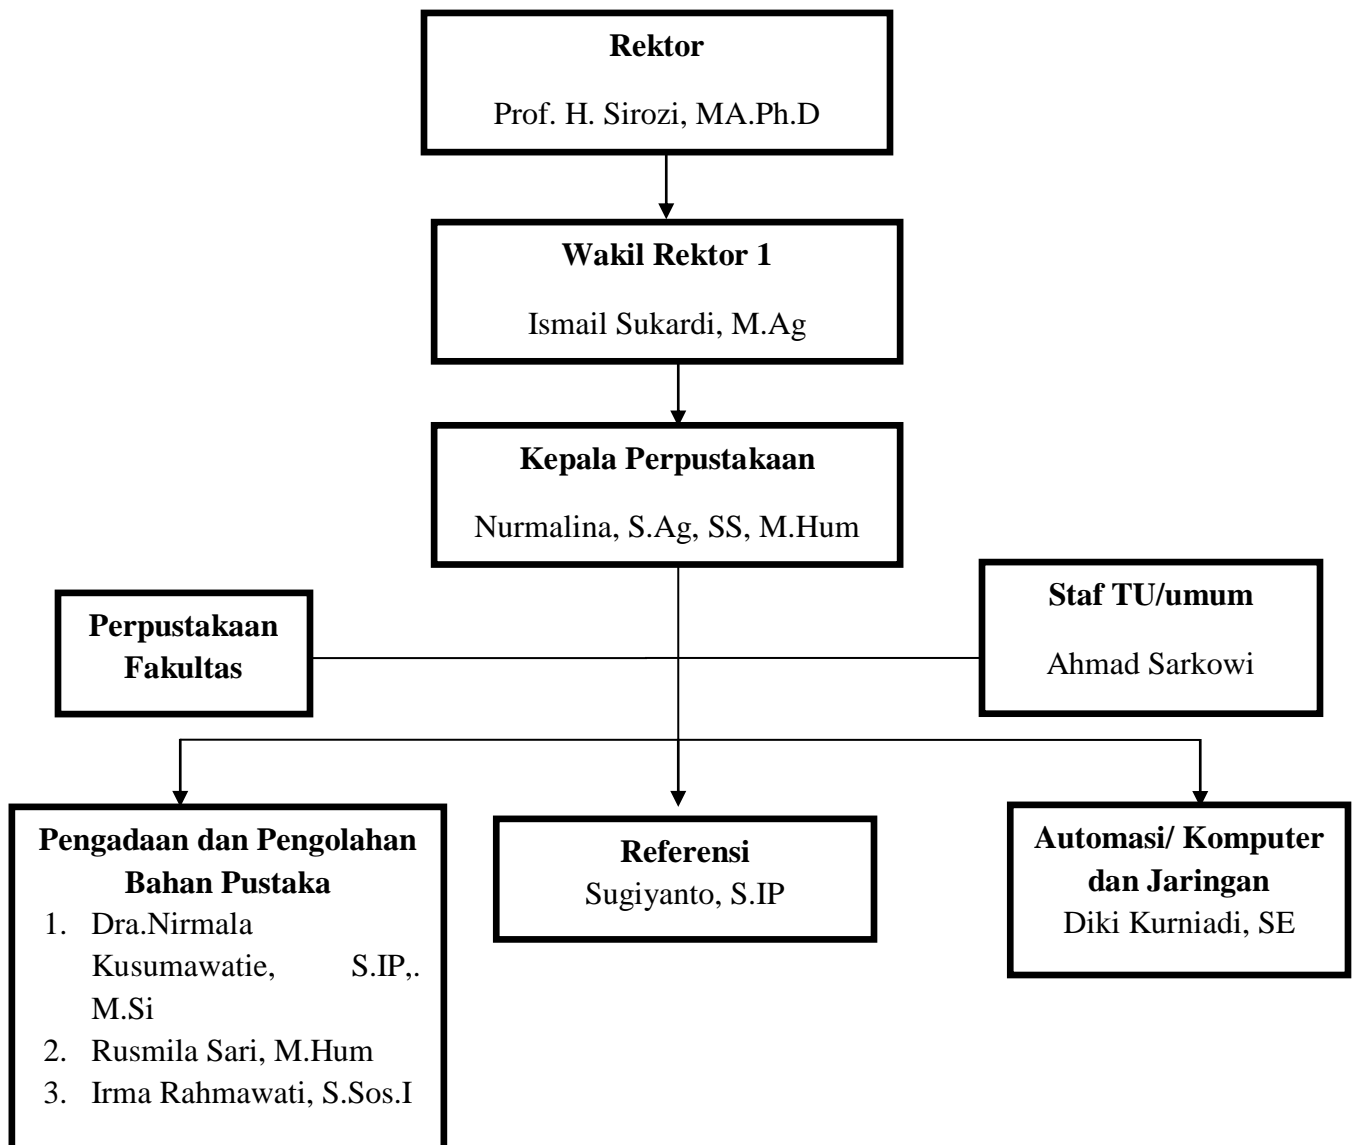 Rektor
Prof. H. Sirozi, MA.Ph.D
Wakil Rektor 1
Ismail Sukardi, M.Ag
Kepala Perpustakaan
Nurmalina, S.Ag, SS, M.Hum
Perpustakaan
Fakultas
Staf TU/umum
Ahmad Sarkowi
Pengadaan dan Pengolahan
Bahan Pustaka
1. Dra.Nirmala
Kusumawatie, S.IP,.
M.Si
2. Rusmila Sari, M.Hum
3. Irma Rahmawati, S.Sos.I
Referensi
Sugiyanto, S.IP
Automasi/ Komputer
dan Jaringan
Diki Kurniadi, SE